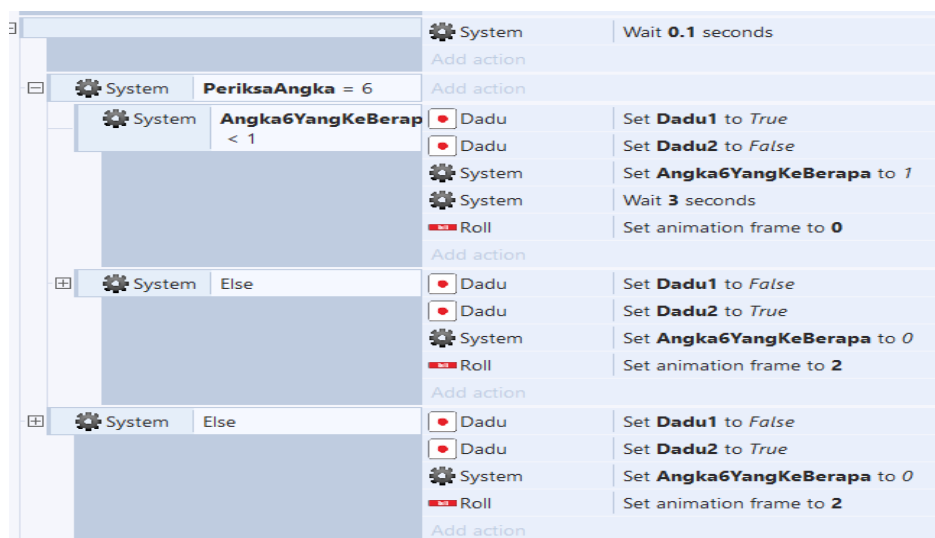 System Wait 0.1 seconds
Add action
System PeriksaAngka = 6 Add action
System Angka6YangKeBerap Dadu Set Dadu1 to True
< 1 Dadu Set Dadu2 to False
System Set Angka6YangKeBerapa to 1
System Wait 3 seconds
Roll Set animation frame to 0
Add action
System Else Dadu Set Dadu1 to False
Dadu Set Dadu2 to True
System Set Angka6YangKeBerapa to 0
Roll Set animation frame to 2
Add action
System Else Dadu Set Dadu1 to False
Dadu Set Dadu2 to True
System Set Angka6YangKeBerapa to 0
Roll Set animation frame to 2
Add action